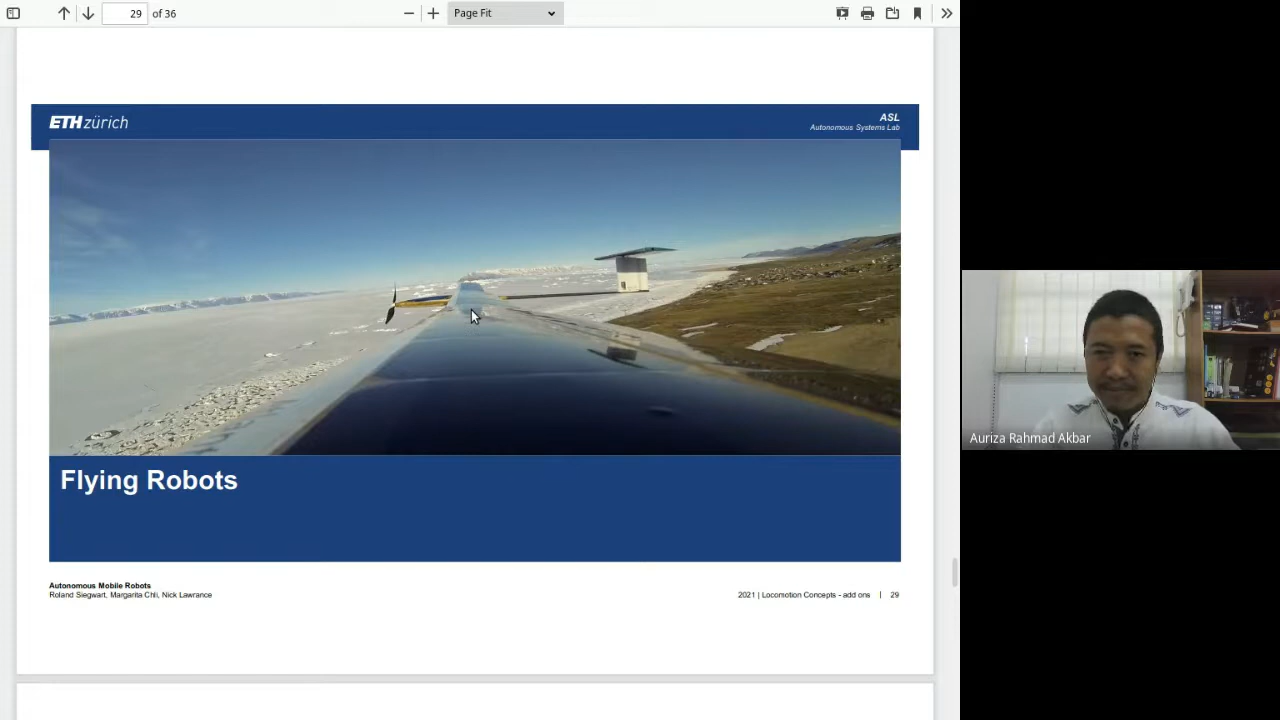 29 of 36
Page Fit
ETH zürich
ASL
Autonomous Systems Lab
Flying Robots
Autonomous Mobile Robots
Roland Siegwart, Margarita Chli, Nick Lawrance
2021 | Locomotion Concepts - add ons | 29
Auriza Rahmad Akbar